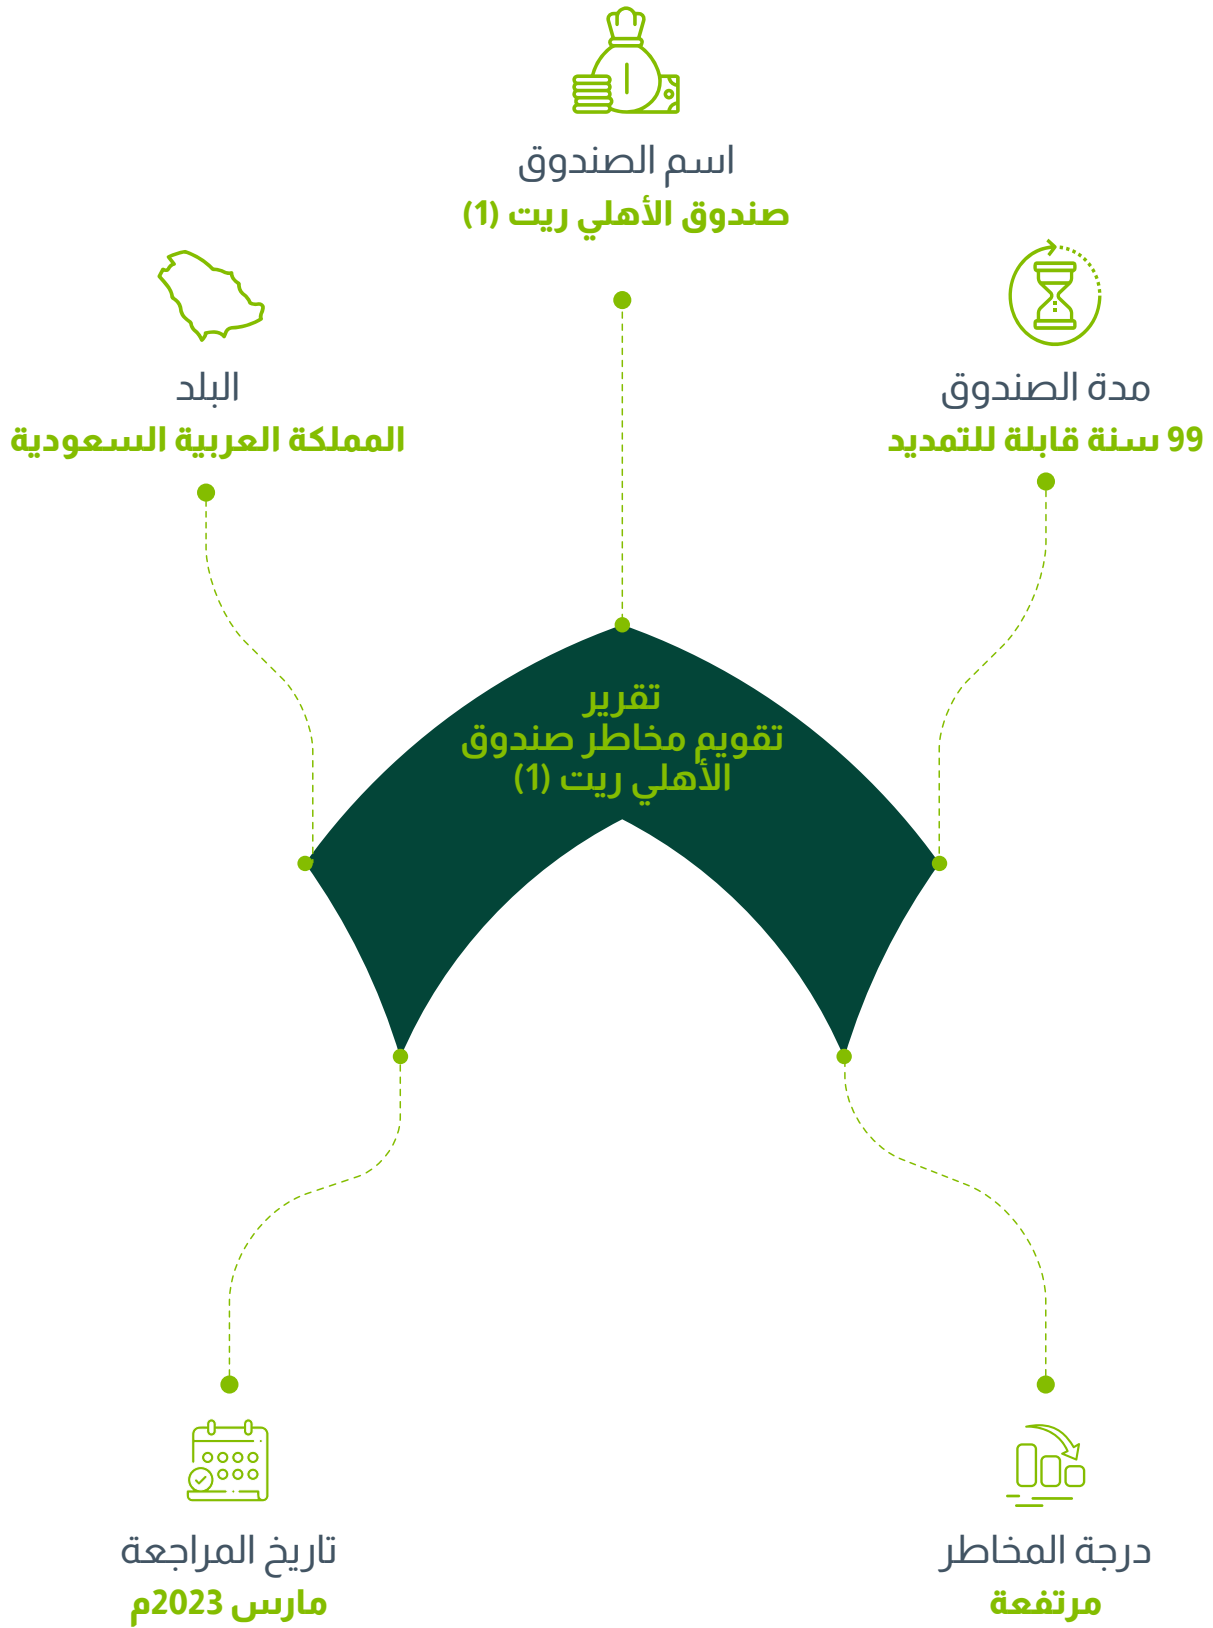 اسم الصندوق
صندوق الأهلي ريت (1)
مدة الصندوق
99 سنة قابلة للتمديد
البلد
المملكة العربية السعودية
تقرير
تقويم مخاطر صندوق
الأهلي ريت (1)
درجة المخاطر
مرتفعة
تاريخ المراجعة
مارس 2023م